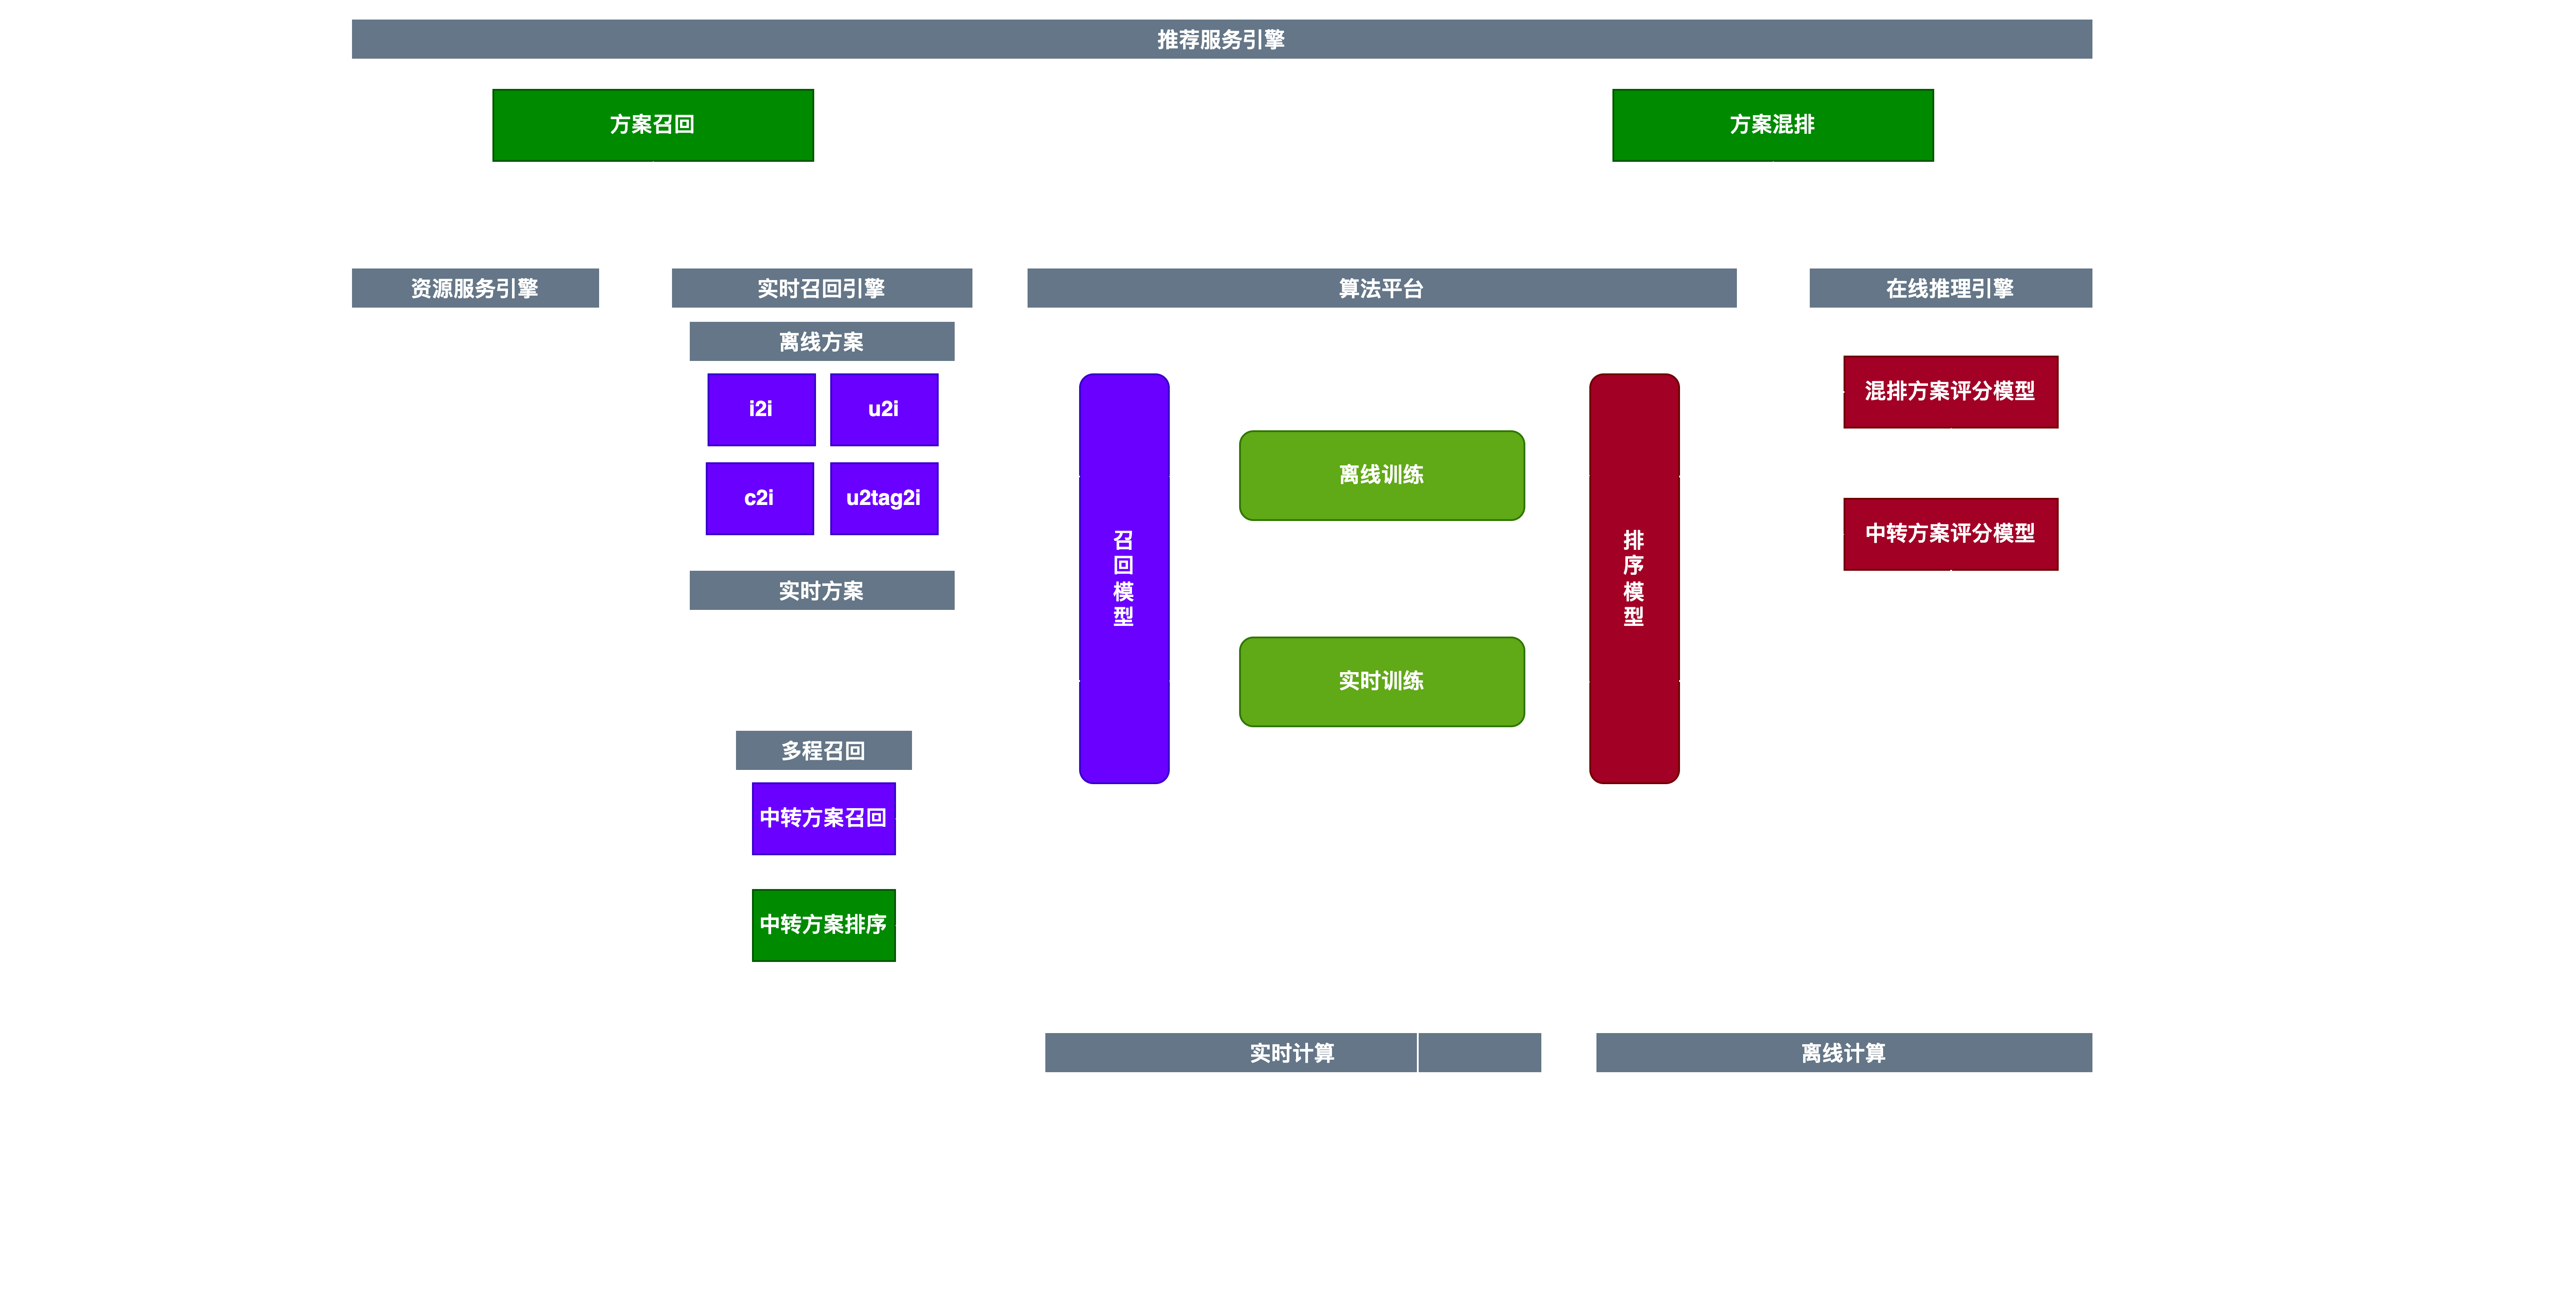 推荐服务引擎
方案召回
方案混排
资源服务引擎
实时召回引擎
算法平台
在线推理引擎
离线方案
i2i
u2i
c2i
u2tag2i
实时方案
多程召回
中转方案召回
中转方案排序
召
回
模
型
离线训练
实时训练
排
序
模
型
混排方案评分模型
中转方案评分模型
实时计算
离线计算